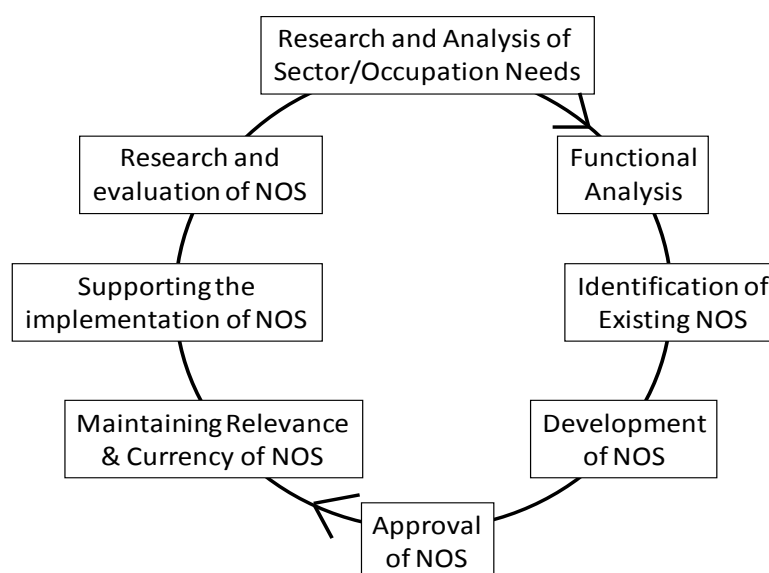 Research and Analysis of
Sector/Occupation Needs
Functional
Analysis
Identification of
Existing NOS
Development
of NOS
Approval
of NOS
Maintaining Relevance
& Currency of NOS
Supporting the
implementation of NOS
Research and
evaluation of NOS